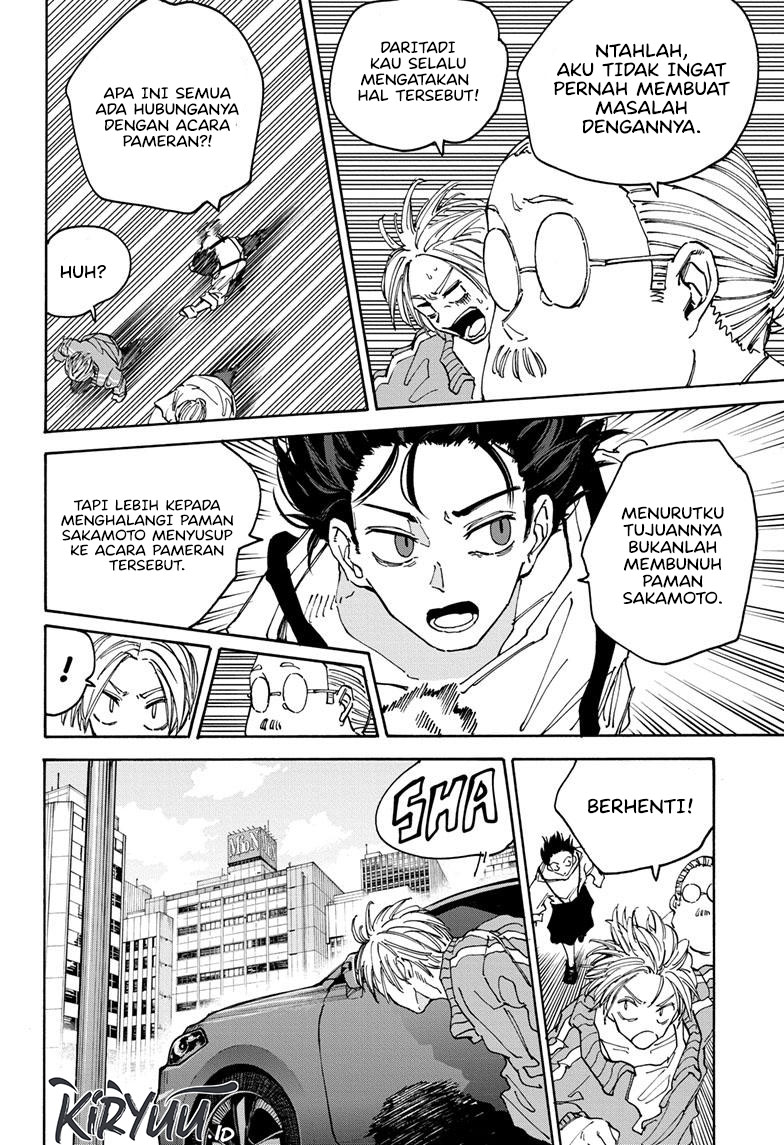 NTAHLAH,
AKU TIDAK INGAT
PERNAH MEMBUAT
MASALAH
DENGANNYA.
DARITADI
KAU SELALU
MENGATAKAN
HAL TERSEBUT!
APA INI SEMUA
ADA HUBUNGANYA
DENGAN ACARA
PAMERAN?!
HUH?
MENURUTKU
TUJUANNYA
BUKANLAH
MEMBUNUH
PAMAN
SAKAMOTO.
TAPI LEBIH KEPADA
MENGHALANGI PAMAN
SAKAMOTO MENYUSUP
KE ACARA PAMERAN
TERSEBUT.
!
BERHENTI!
SHA
KIRYUU.ID